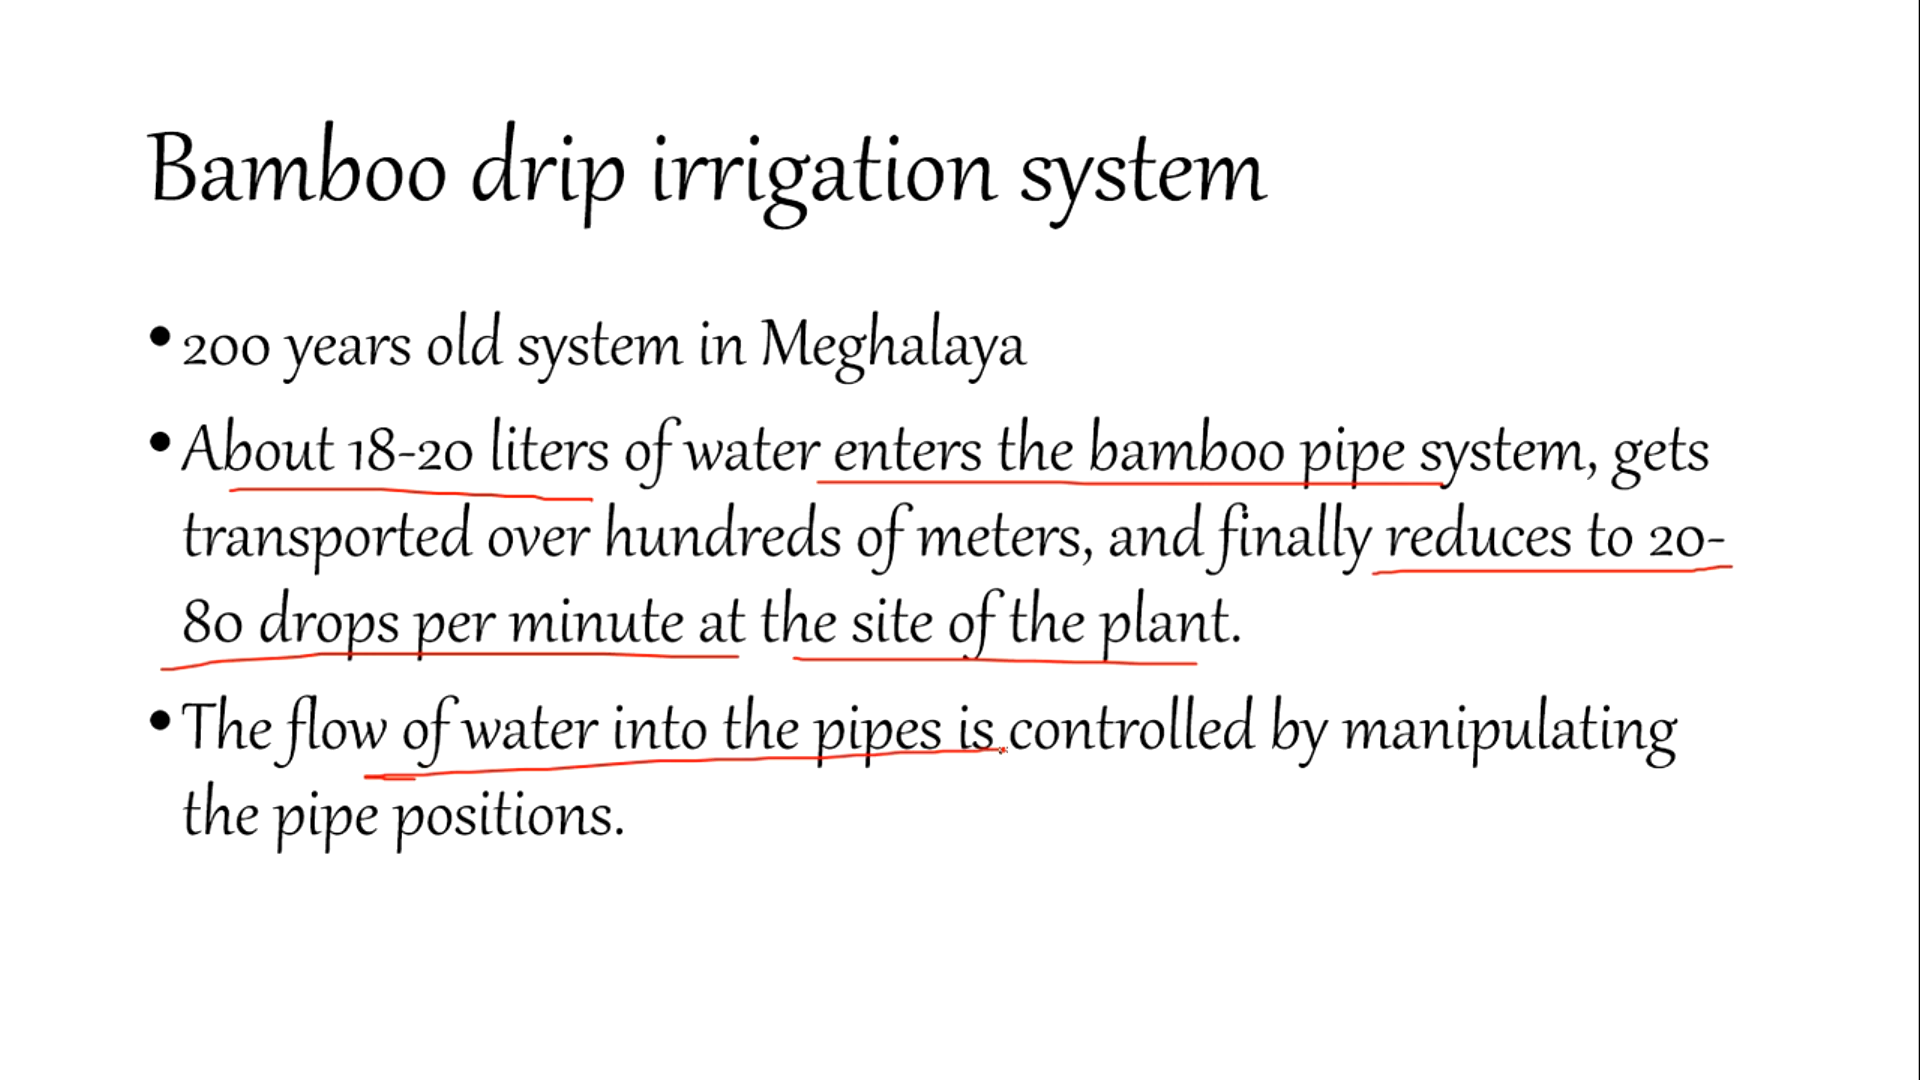 Bamboo drip irrigation system
• 200 years old system in Meghalaya
• About 18-20 liters of water enters the bamboo pipe system, gets
transported over hundreds of meters, and finally reduces to 20-
80 drops per minute at the site of the plant.
• The flow of water into the pipes is controlled by manipulating
the pipe positions.